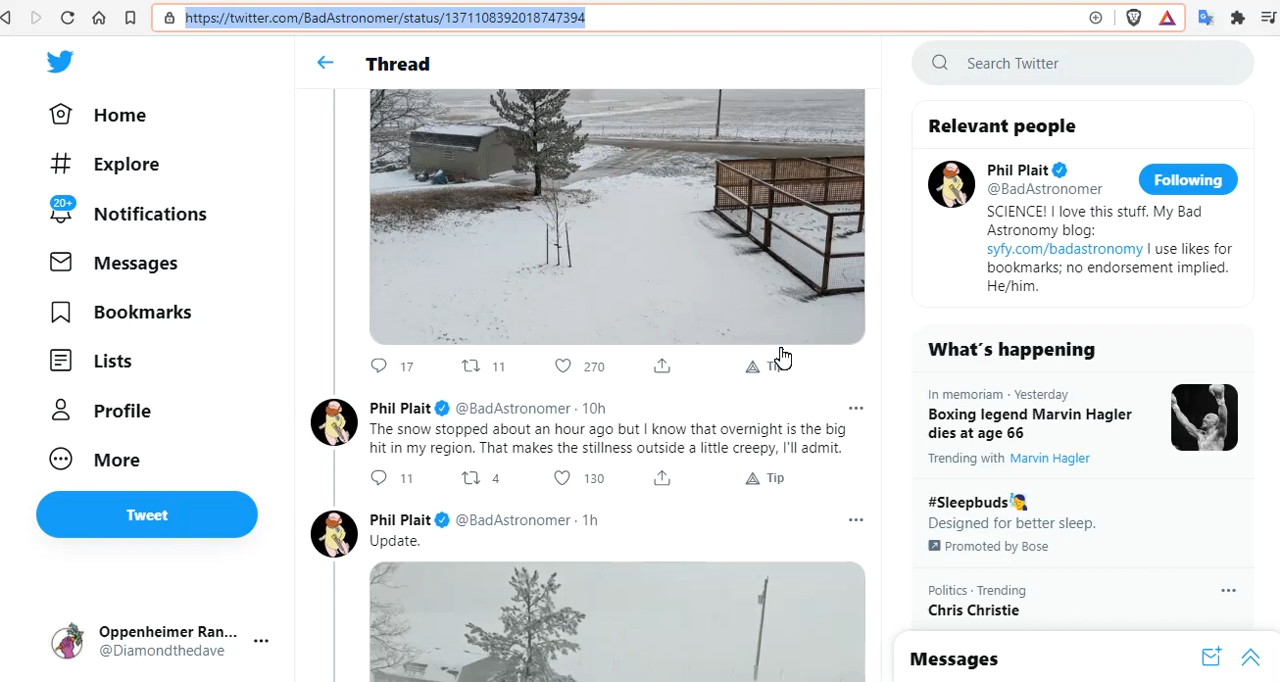 https://twitter.com/BadAstronomer/status/1371108392018747394
Home
Explore
20+
Notifications
Messages
Bookmarks
Lists
Profile
More
Tweet
Oppenheimer Ran...
@Diamondthedave
Thread
17 11 270
Phil Plait @BadAstronomer · 10h
The snow stopped about an hour ago but I know that overnight is the big
hit in my region. That makes the stillness outside a little creepy, I'll admit.
11 4 130 Tip
Phil Plait @BadAstronomer · 1h
Update.
Search Twitter
Relevant people
Phil Plait
@BadAstronomer
Following
SCIENCE! I love this stuff. My Bad
Astronomy blog:
syfy.com/badastronomy I use likes for
bookmarks; no endorsement implied.
He/him.
What's happening
In memoriam · Yesterday
Boxing legend Marvin Hagler
dies at age 66
Trending with Marvin Hagler
#Sleepbuds
Designed for better sleep.
Promoted by Bose
Politics · Trending
Chris Christie
Messages